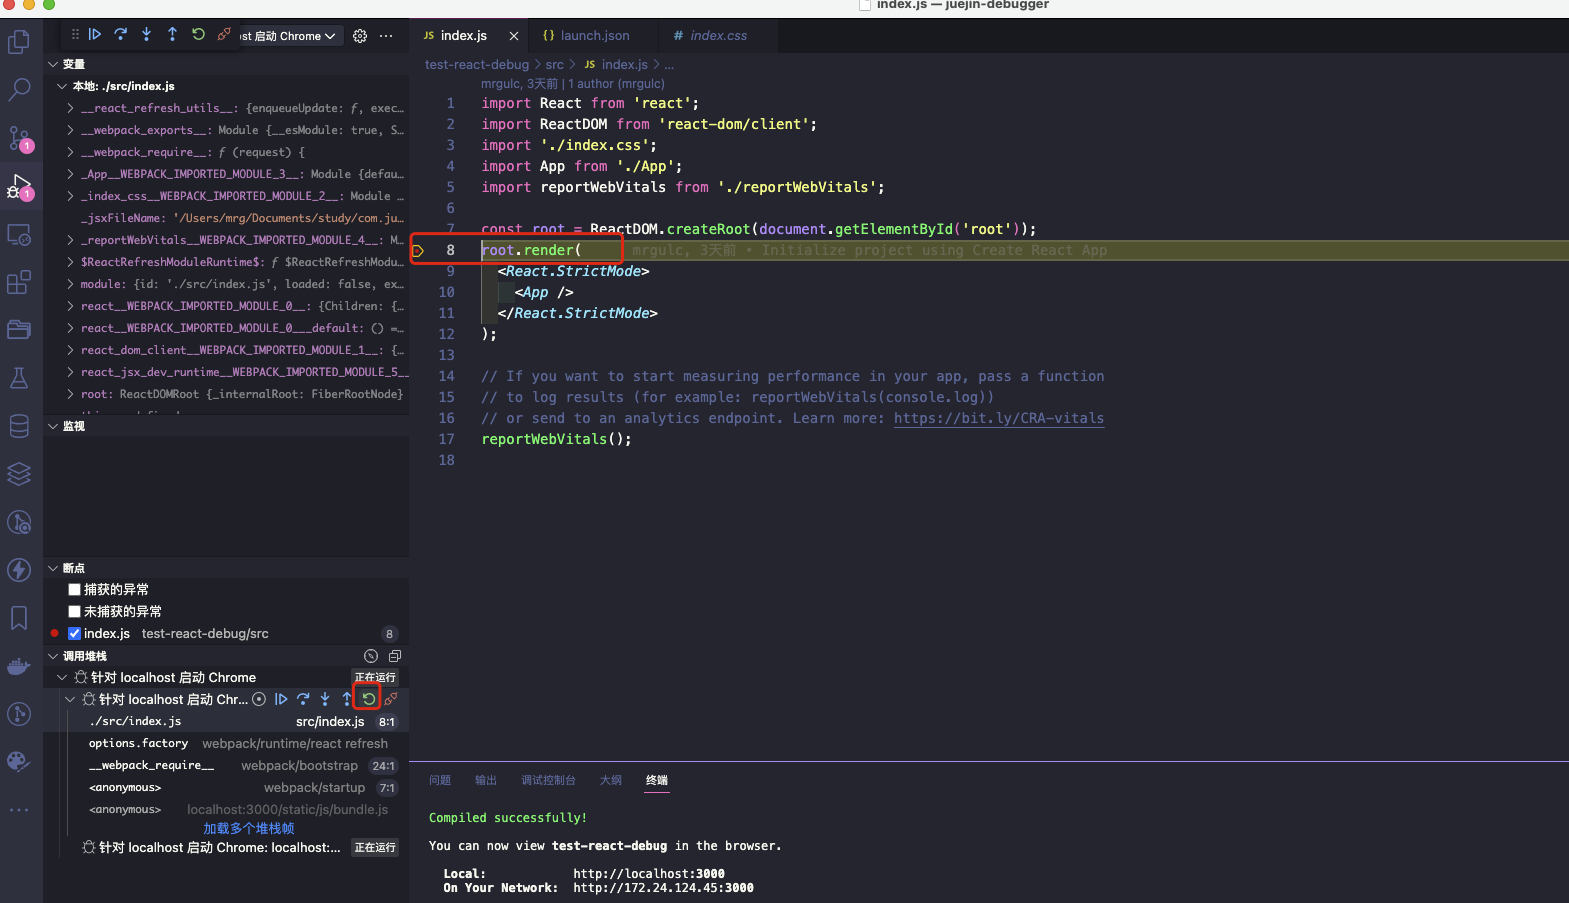 index.js — juejin-debugger
st 启动 Chrome
变量
本地: ./src/index.js
__react_refresh_utils__: {enqueueUpdate: ƒ, exec…
__webpack_exports__: Module {__esModule: true, S…
__webpack_require__: ƒ (request) {
_App__WEBPACK_IMPORTED_MODULE_3__: Module {defau…
_index_css__WEBPACK_IMPORTED_MODULE_2__: Module …
_jsxFileName: '/Users/mrg/Documents/study/com.ju…
_reportWebVitals__WEBPACK_IMPORTED_MODULE_4__: M…
$ReactRefreshModuleRuntime$: ƒ $ReactRefreshModu…
module: {id: './src/index.js', loaded: false, ex…
react__WEBPACK_IMPORTED_MODULE_0__: {Children: {…
react__WEBPACK_IMPORTED_MODULE_0___default: () =…
react_dom_client__WEBPACK_IMPORTED_MODULE_1__: {…
react_jsx_dev_runtime__WEBPACK_IMPORTED_MODULE_5__
root: ReactDOMRoot {_internalRoot: FiberRootNode}
监视
断点
捕获的异常
未捕获的异常
index.js test-react-debug/src 8
调用堆栈
针对 localhost 启动 Chrome 正在运行
针对 localhost 启动 Chr…
./src/index.js src/index.js 8:1
options.factory webpack/runtime/react refresh
__webpack_require__ webpack/bootstrap 24:1
<anonymous> webpack/startup 7:1
<anonymous> localhost:3000/static/js/bundle.js
加载多个堆栈帧
针对 localhost 启动 Chrome: localhost:… 正在运行
1
1
JS index.js
{} launch.json
# index.css
test-react-debug > src > JS index.js > ...
mrgulc, 3天前 | 1 author (mrgulc)
1 import React from 'react';
2 import ReactDOM from 'react-dom/client';
3 import './index.css';
4 import App from './App';
5 import reportWebVitals from './reportWebVitals';
6
7 const root = ReactDOM.createRoot(document.getElementById('root'));
8 root.render( mrgulc, 3天前 • Initialize project using Create React App
9 <React.StrictMode>
10 <App />
11 </React.StrictMode>
12 );
13
14 // If you want to start measuring performance in your app, pass a function
15 // to log results (for example: reportWebVitals(console.log))
16 // or send to an analytics endpoint. Learn more: https://bit.ly/CRA-vitals
17 reportWebVitals();
18
问题 输出 调试控制台 大纲 终端
Compiled successfully!
You can now view test-react-debug in the browser.
Local: http://localhost:3000
On Your Network: http://172.24.124.45:3000